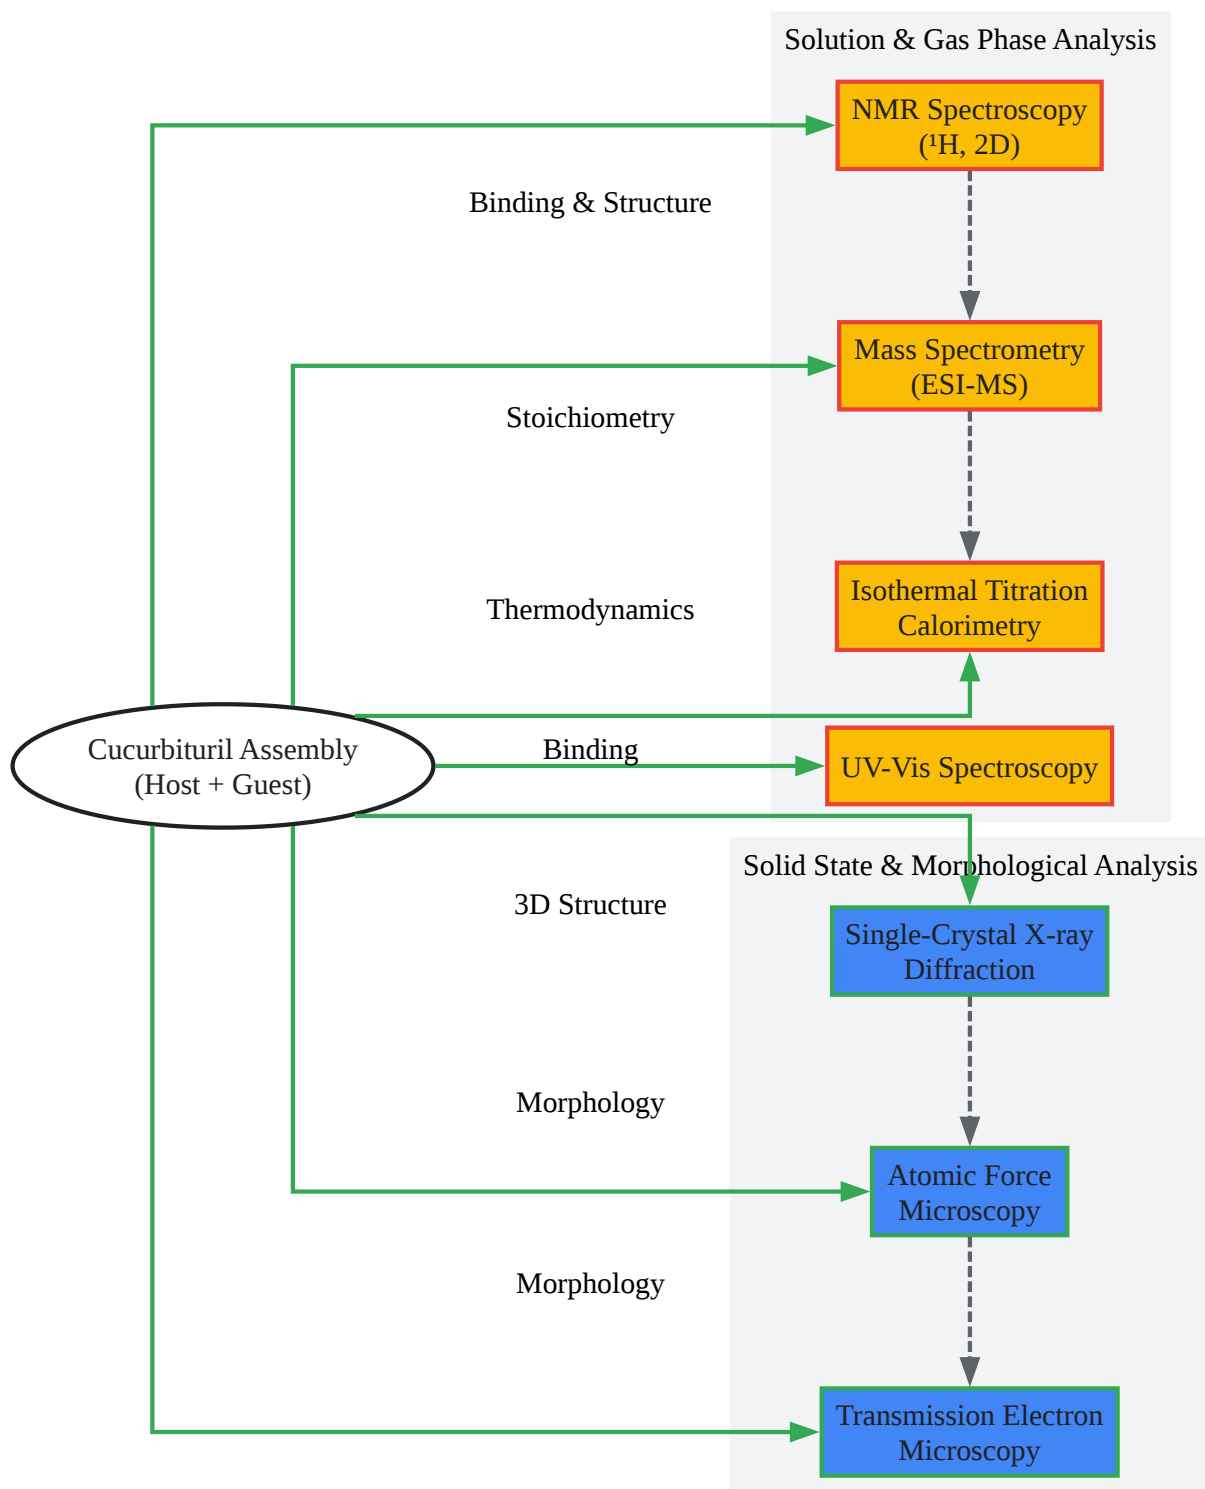 Solution & Gas Phase Analysis
NMR Spectroscopy
(¹H, 2D)
Binding & Structure
Mass Spectrometry
(ESI-MS)
Stoichiometry
Isothermal Titration
Calorimetry
Thermodynamics
Cucurbituril Assembly
(Host + Guest)
Binding
UV-Vis Spectroscopy
Solid State & Morphological Analysis
3D Structure
Single-Crystal X-ray
Diffraction
Morphology
Atomic Force
Microscopy
Morphology
Transmission Electron
Microscopy